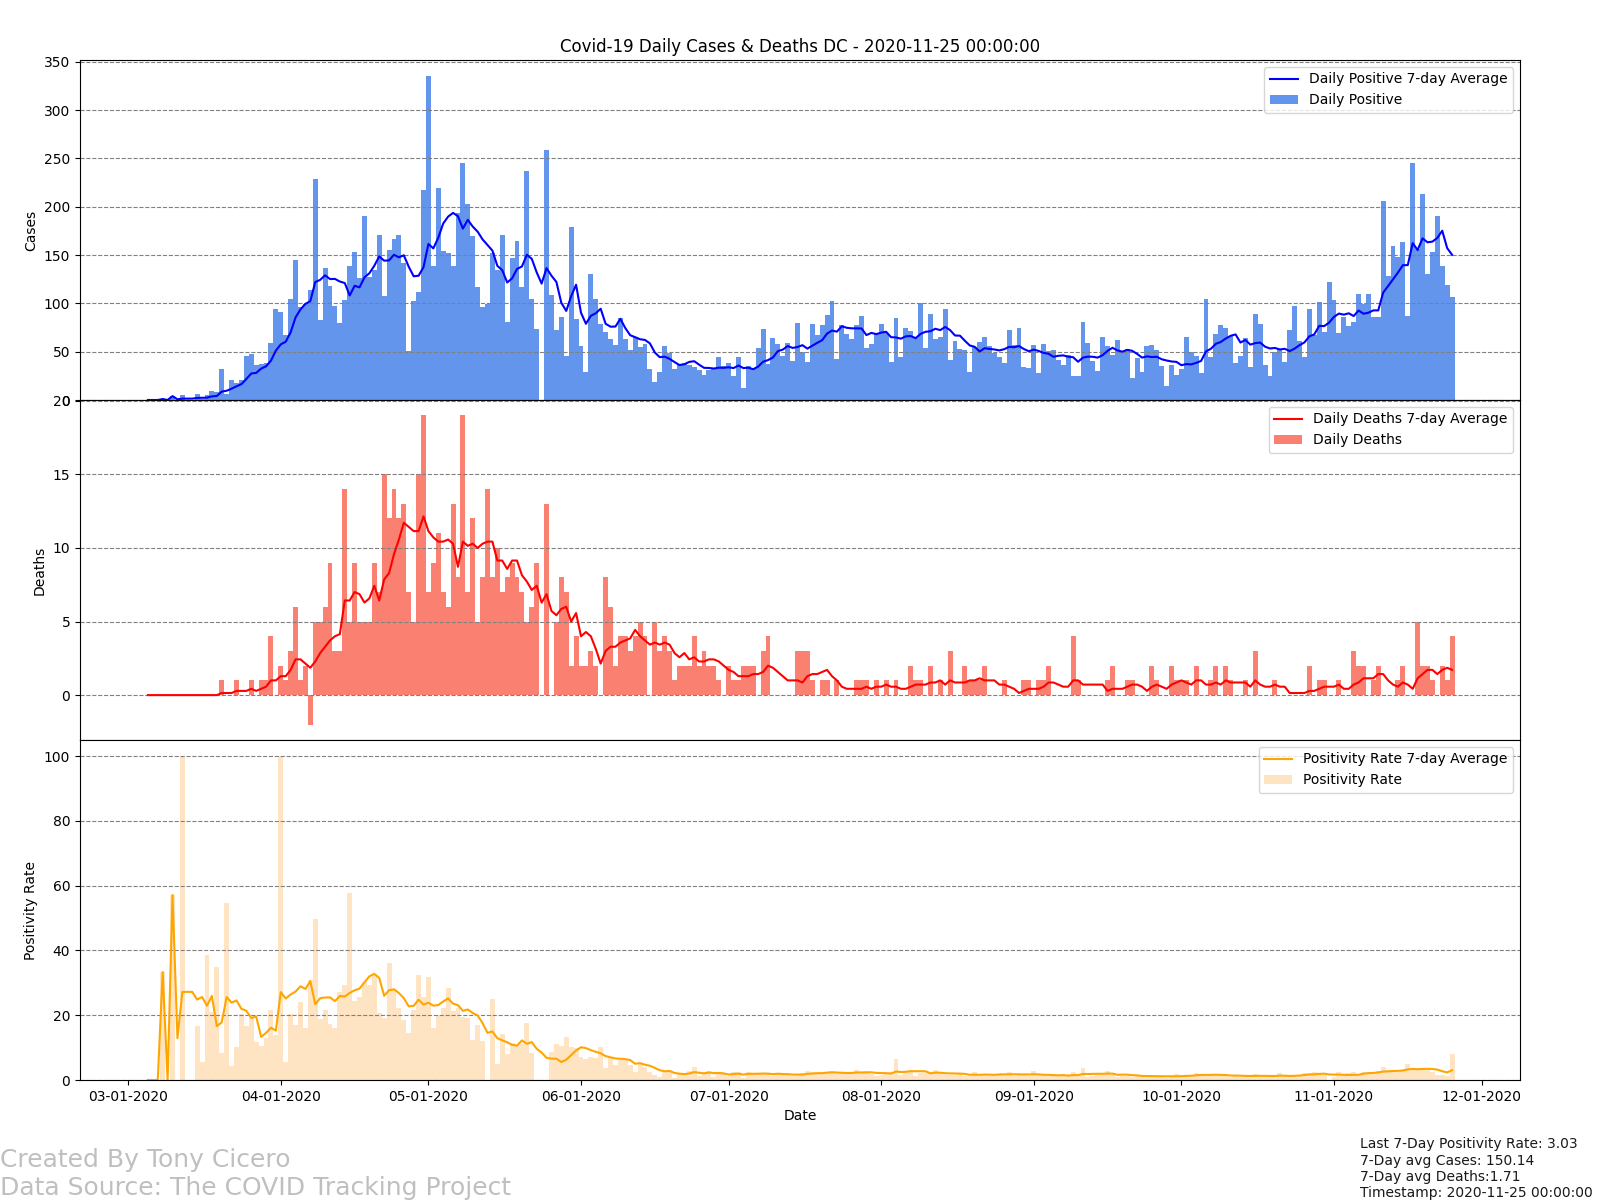 Covid-19 Daily Cases & Deaths DC - 2020-11-25 00:00:00
350
300
250
200
150
100
50
0
Cases
Daily Positive 7-day Average
Daily Positive
20
15
10
5
0
Deaths
Daily Deaths 7-day Average
Daily Deaths
100
80
60
40
20
0
Positivity Rate
Positivity Rate 7-day Average
Positivity Rate
03-01-2020 04-01-2020 05-01-2020 06-01-2020 07-01-2020 08-01-2020 09-01-2020 10-01-2020 11-01-2020 12-01-2020
Date
Created By Tony Cicero
Data Source: The COVID Tracking Project
Last 7-Day Positivity Rate: 3.03
7-Day avg Cases: 150.14
7-Day avg Deaths:1.71
Timestamp: 2020-11-25 00:00:00